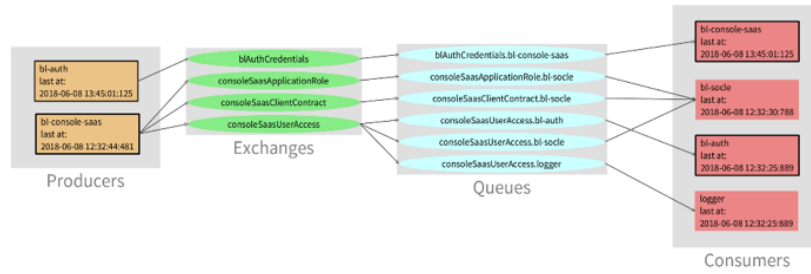 bl-auth
last at:
2018-06-08 13:45:01:125
bl-console-saas
last at:
2018-06-08 12:32:44:481
Producers
blAuthCredentials
consoleSaasApplicationRole
consoleSaasClientContract
consoleSaasUserAccess
Exchanges
blAuthCredentials.bl-console-saas
consoleSaasApplicationRole.bl-socle
consoleSaasClientContract.bl-socle
consoleSaasUserAccess.bl-auth
consoleSaasUserAccess.bl-socle
consoleSaasUserAccess.logger
Queues
bl-console-saas
last at:
2018-06-08 13:45:01:125
bl-socle
last at:
2018-06-08 12:32:30:788
bl-auth
last at:
2018-06-08 12:32:25:889
logger
last at:
2018-06-08 12:32:25:889
Consumers